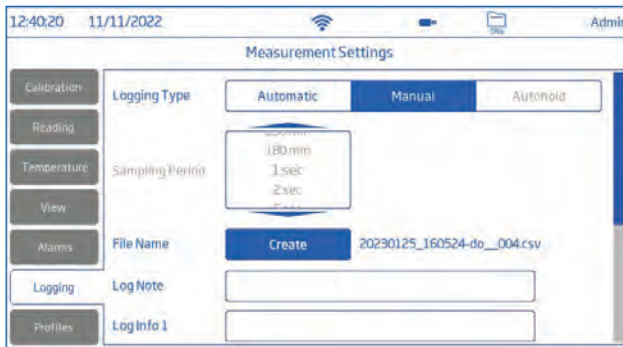 12:40:20 11/11/2022 0% Admin
Measurement Settings
Calibration
Logging Type Automatic Manual Autohold
Reading
180 min
Temperature Sampling Period 1 sec
2 sec
View
Alarms File Name Create 20230125_160524-do__004.csv
Logging Log Note
Profiles Log Info 1